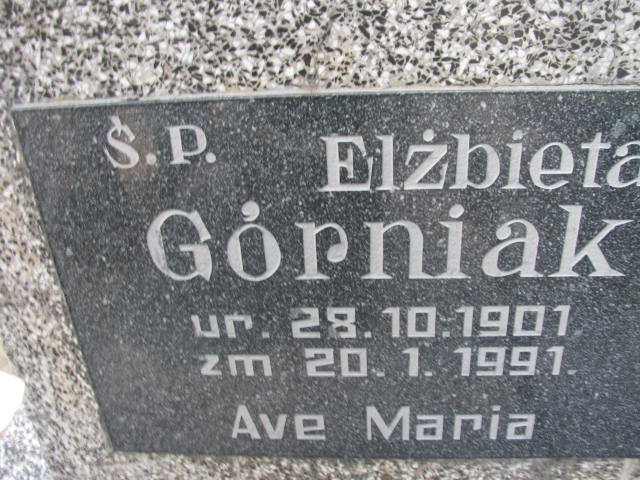 Ś.P. Elżbieta
Górniak
ur. 28.10.1901.
zm 20.1.1991.
Ave Maria